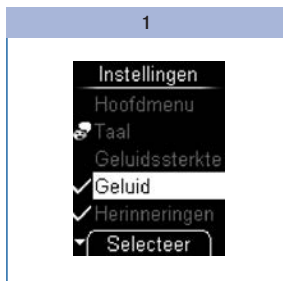 1
Instellingen
Hoofdmenu
Taal
Geluidssterkte
Geluid
Herinneringen
Selecteer